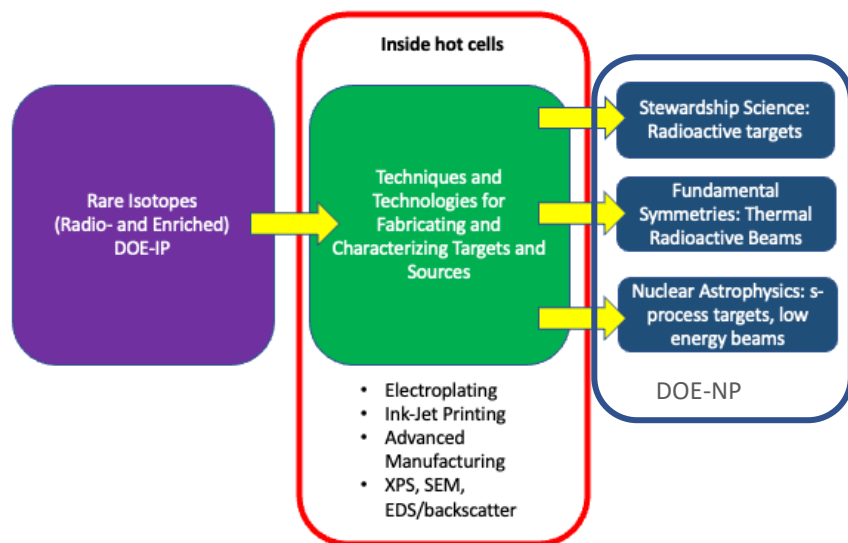 Inside hot cells
Rare Isotopes
(Radio- and Enriched)
DOE-IP
Techniques and
Technologies for
Fabricating and
Characterizing Targets and
Sources
• Electroplating
• Ink-Jet Printing
• Advanced
Manufacturing
• XPS, SEM,
EDS/backscatter
Stewardship Science:
Radioactive targets
Fundamental
Symmetries: Thermal
Radioactive Beams
Nuclear Astrophysics: s-
process targets, low
energy beams
DOE-NP